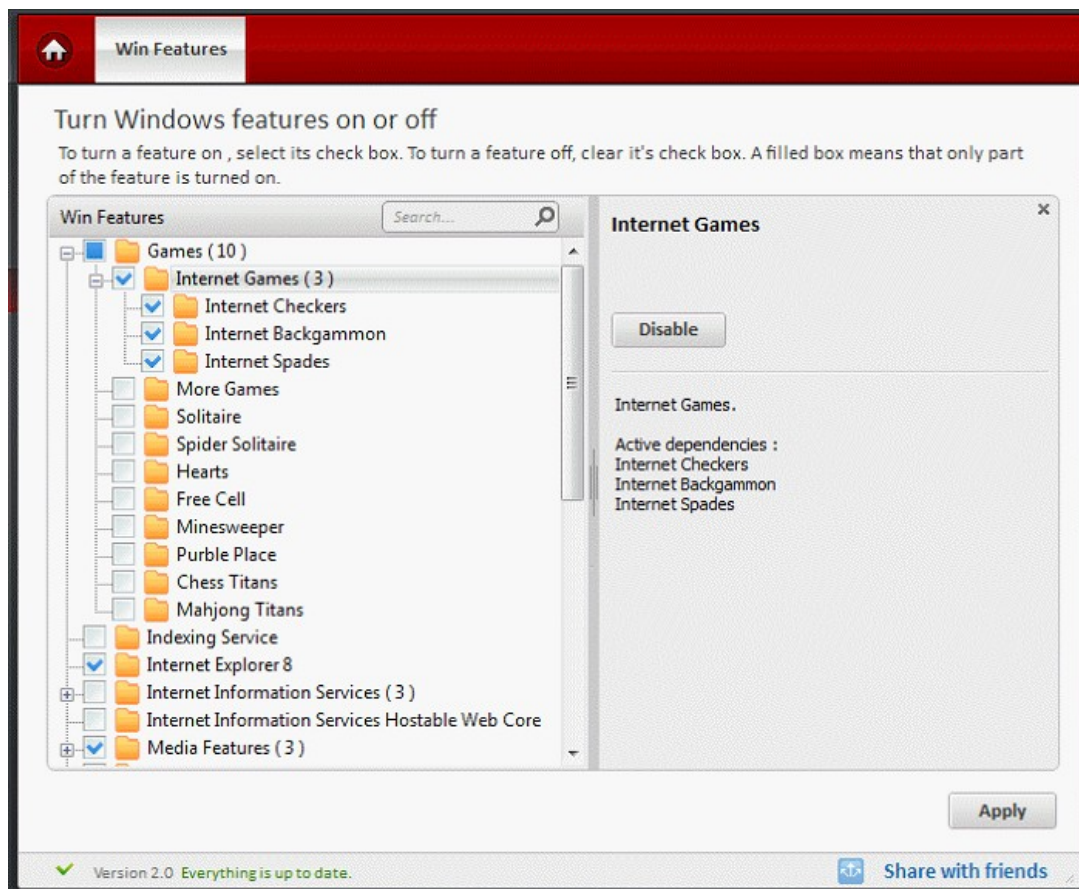 Win Features
Turn Windows features on or off
To turn a feature on , select its check box. To turn a feature off, clear it's check box. A filled box means that only part
of the feature is turned on.
Win Features
Search...
Games ( 10 )
Internet Games ( 3 )
Internet Checkers
Internet Backgammon
Internet Spades
More Games
Solitaire
Spider Solitaire
Hearts
Free Cell
Minesweeper
Purble Place
Chess Titans
Mahjong Titans
Indexing Service
Internet Explorer 8
Internet Information Services ( 3 )
Internet Information Services Hostable Web Core
Media Features ( 3 )
Internet Games
Disable
Internet Games.
Active dependencies :
Internet Checkers
Internet Backgammon
Internet Spades
Apply
Version 2.0 Everything is up to date.
Share with friends